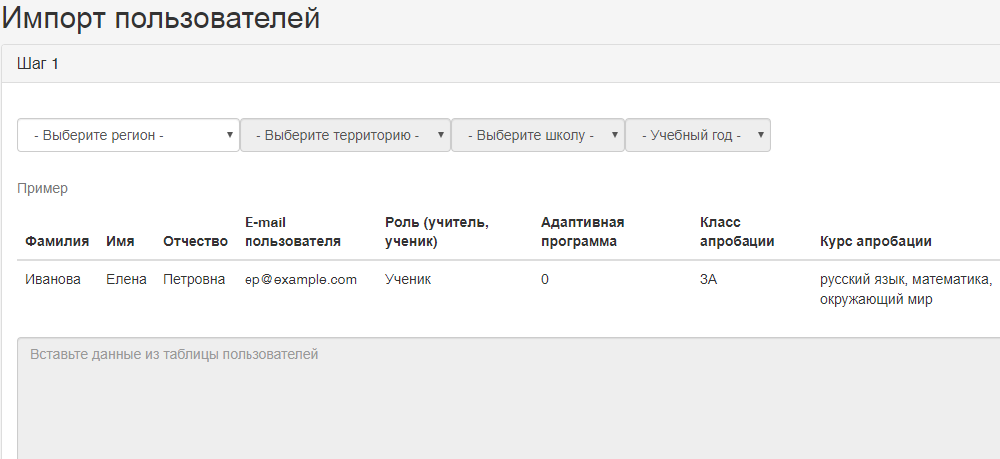 Импорт пользователей
Шаг 1
- Выберите регион - - Выберите территорию - - Выберите школу - - Учебный год -
Пример
Фамилия Имя Отчество E-mail пользователя Роль (учитель, ученик) Адаптивная программа Класс апробации Курс апробации
Иванова Елена Петровна ep@example.com Ученик 0 3А русский язык, математика, окружающий мир
Вставьте данные из таблицы пользователей